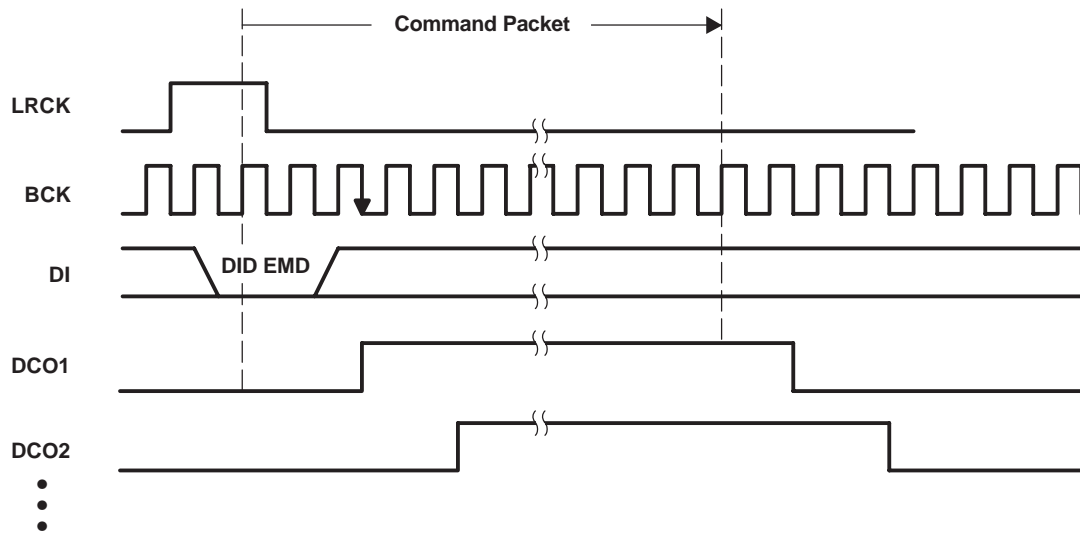 Command Packet
LRCK
BCK
DI
DID EMD
DCO1
DCO2